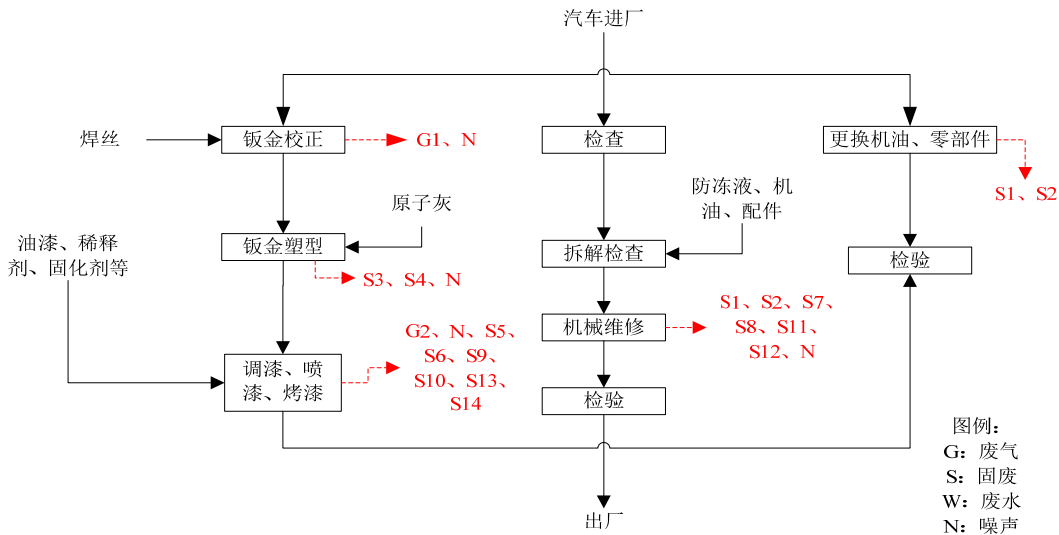 汽车进厂
焊丝
钣金校正
G1、N
检查
更换机油、零部件
S1、S2
原子灰
防冻液、机
油、配件
油漆、稀释
剂、固化剂等
钣金塑型
S3、S4、N
拆解检查
检验
G2、N、S5、
S6、S9、
S10、S13、
S14
调漆、喷
漆、烤漆
机械维修
S1、S2、S7、
S8、S11、
S12、N
检验
出厂
图例：
G：废气
S：固废
W：废水
N：噪声